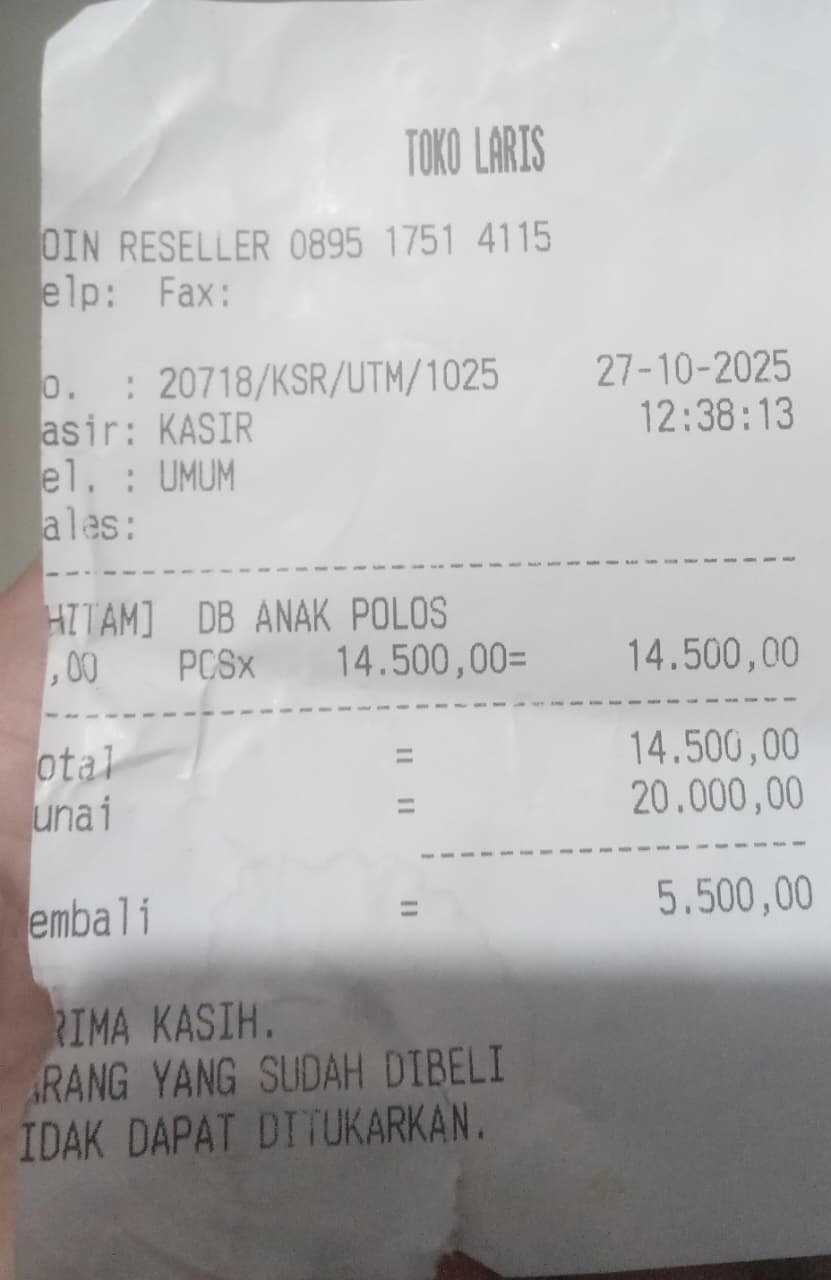 TOKO LARIS
OIN RESELLER 0895 1751 4115
elp: Fax:
o. : 20718/KSR/UTM/1025 27-10-2025
asir: KASIR 12:38:13
el. : UMUM
ales:
HITAM] DB ANAK POLOS
,00 PCSx 14.500,00= 14.500,00
otal = 14.500,00
unai = 20.000,00
embali = 5.500,00
RIMA KASIH.
ARANG YANG SUDAH DIBELI
IDAK DAPAT DITUKARKAN.